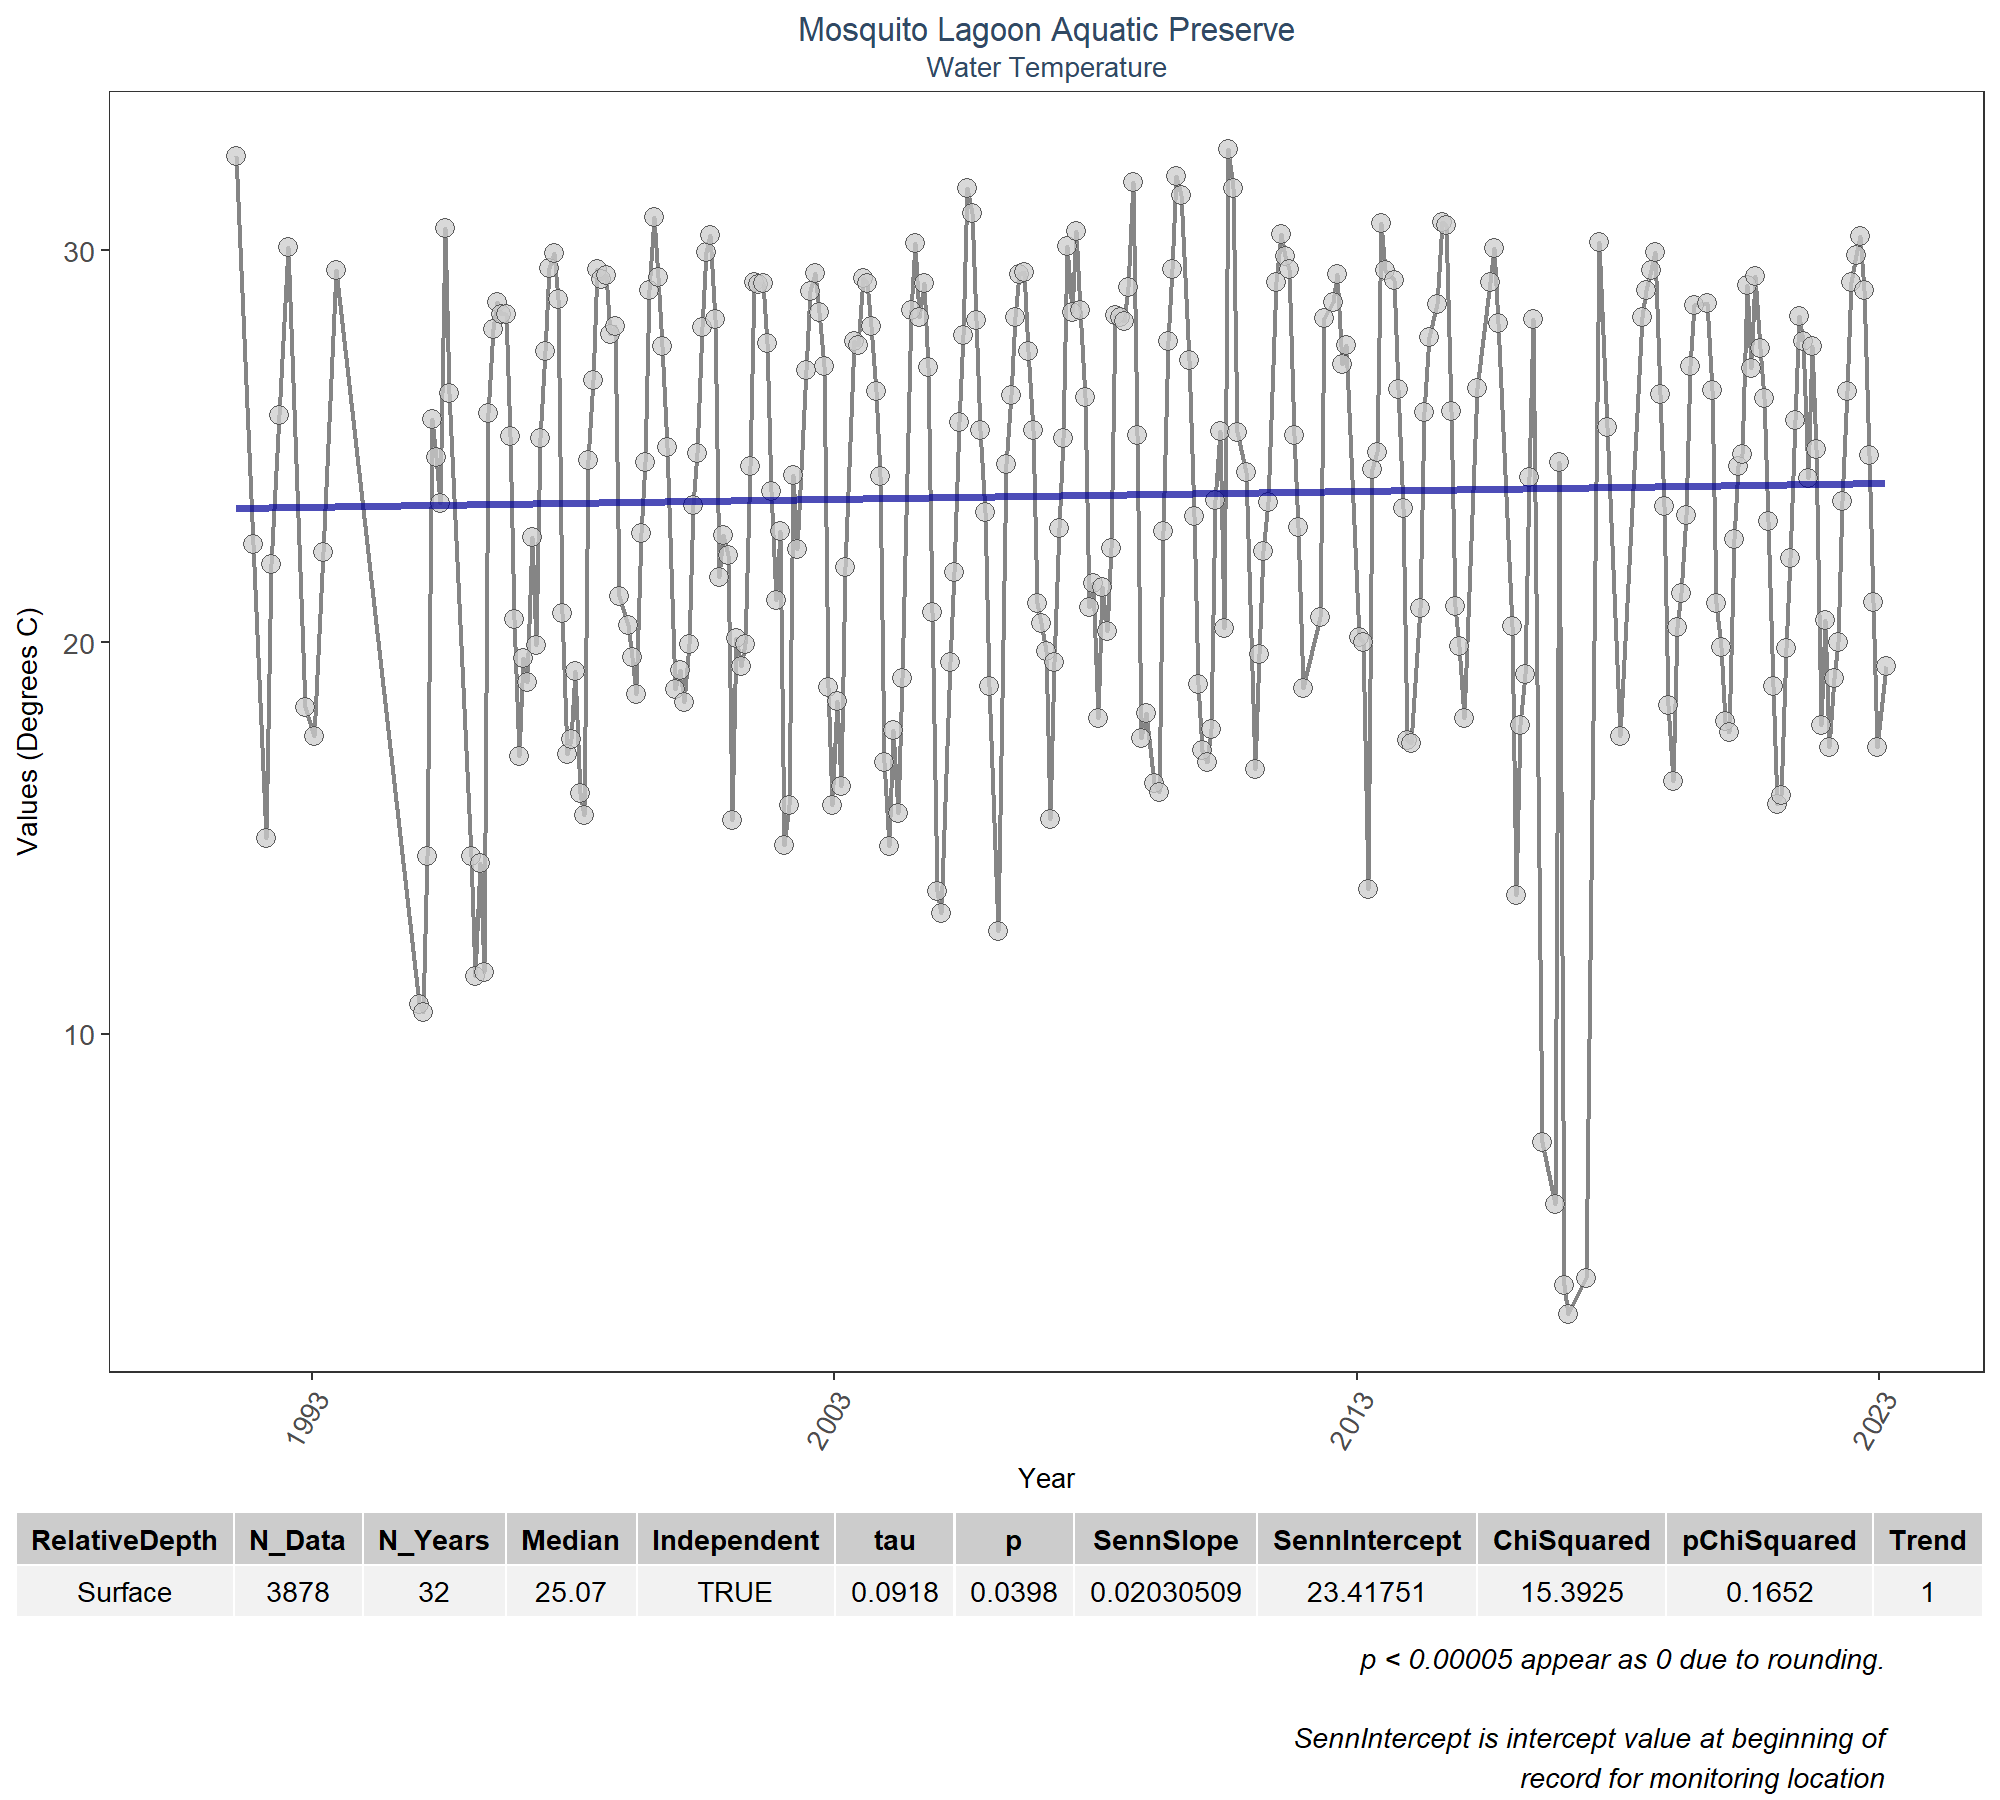 Mosquito Lagoon Aquatic Preserve
Water Temperature
Values (Degrees C)
30
20
10
1993
2003
2013
2023
Year
RelativeDepth N_Data N_Years Median Independent tau p SennSlope SennIntercept ChiSquared pChiSquared Trend
Surface 3878 32 25.07 TRUE 0.0918 0.0398 0.02030509 23.41751 15.3925 0.1652 1
p < 0.00005 appear as 0 due to rounding.
SennIntercept is intercept value at beginning of
record for monitoring location